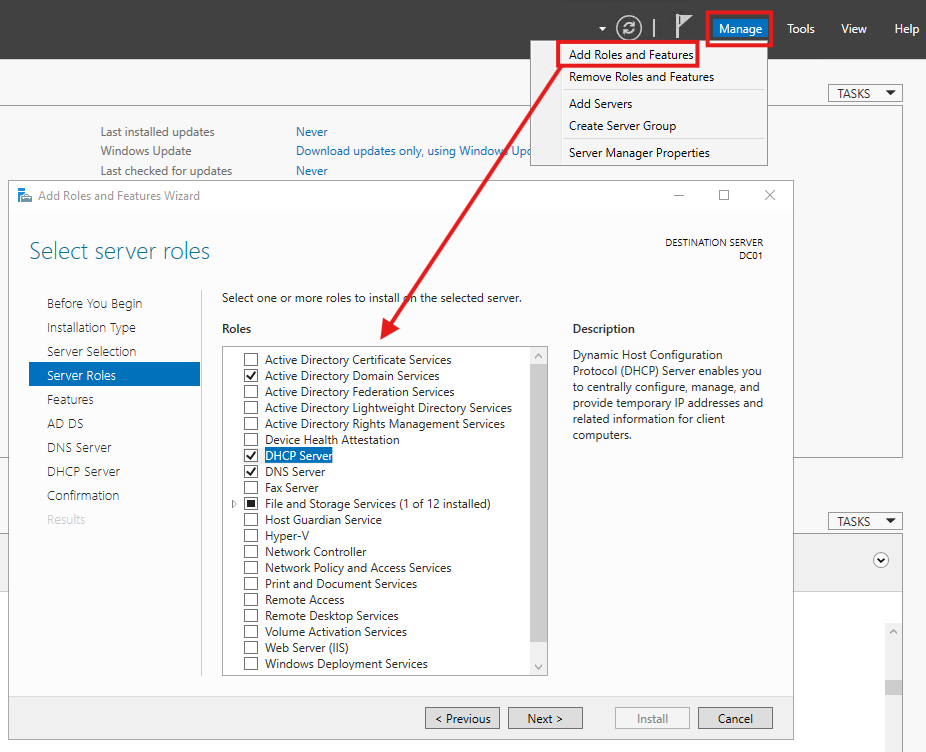 Manage
Tools
View
Help
Add Roles and Features
Remove Roles and Features
Add Servers
Create Server Group
Server Manager Properties
TASKS
Last installed updates
Never
Windows Update
Download updates only, using Windows Upd
Last checked for updates
Never
Add Roles and Features Wizard
Select server roles
DESTINATION SERVER
DC01
Before You Begin
Installation Type
Server Selection
Server Roles
Features
AD DS
DNS Server
DHCP Server
Confirmation
Results
Select one or more roles to install on the selected server.
Roles
Active Directory Certificate Services
Active Directory Domain Services
Active Directory Federation Services
Active Directory Lightweight Directory Services
Active Directory Rights Management Services
Device Health Attestation
DHCP Server
DNS Server
Fax Server
File and Storage Services (1 of 12 installed)
Host Guardian Service
Hyper-V
Network Controller
Network Policy and Access Services
Print and Document Services
Remote Access
Remote Desktop Services
Volume Activation Services
Web Server (IIS)
Windows Deployment Services
Description
Dynamic Host Configuration
Protocol (DHCP) Server enables you
to centrally configure, manage, and
provide temporary IP addresses and
related information for client
computers.
TASKS
< Previous
Next >
Install
Cancel